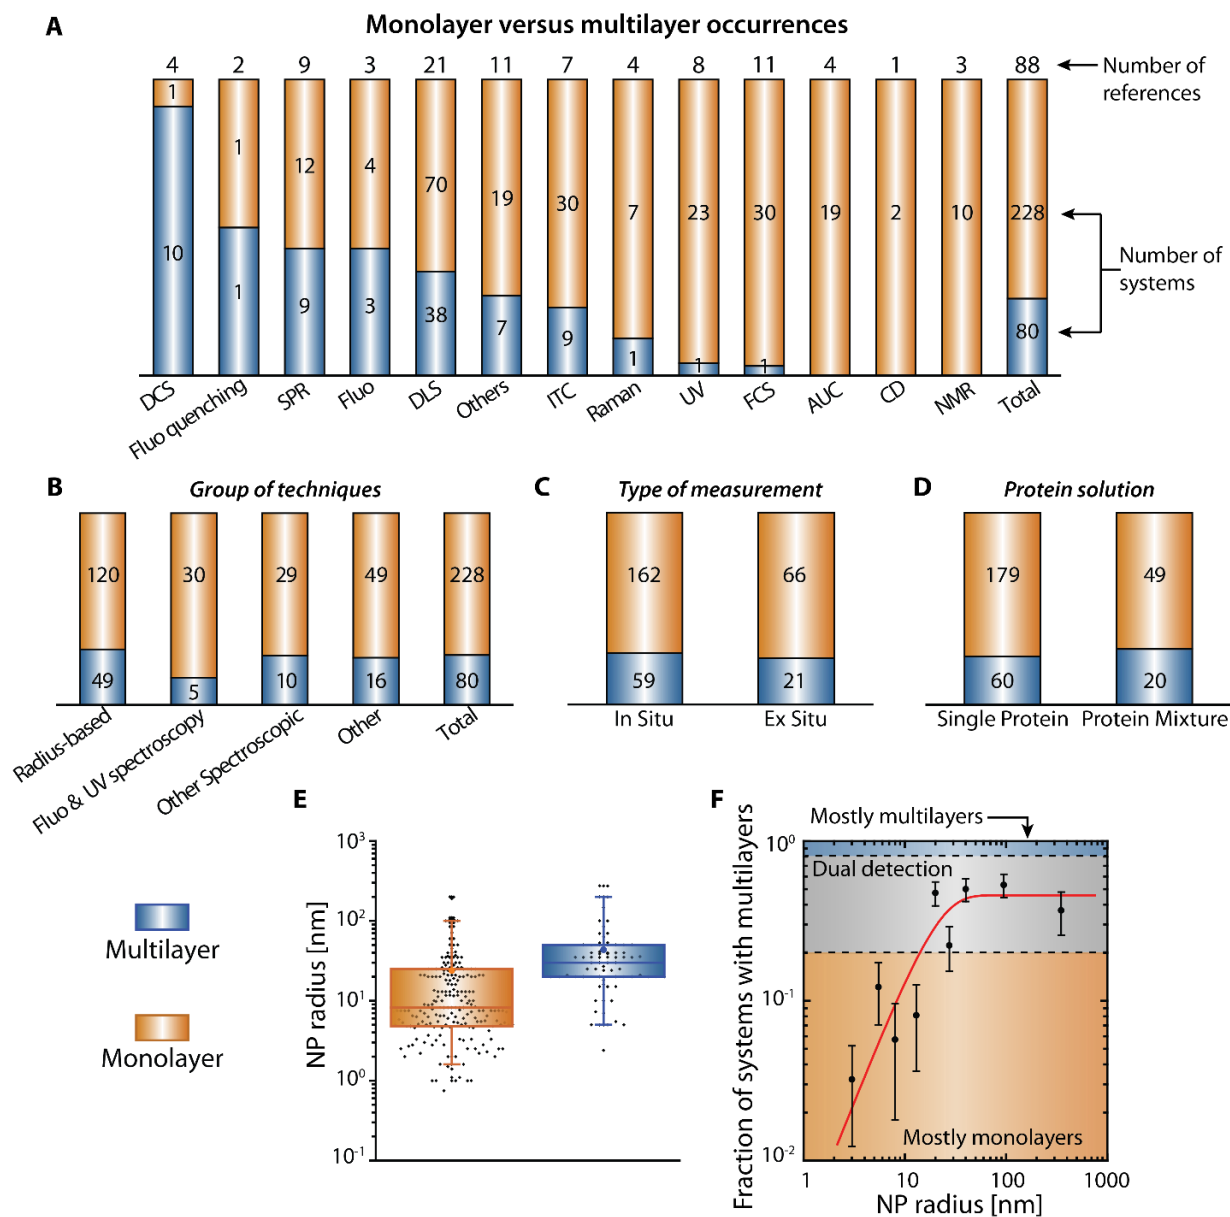 A
Monolayer versus multilayer occurrences
4 2 9 3 21 11 7 4 8 11 4 1 3 88
Number of
references
1 1 12 4 70 19 30 7 23 30 19 2 10 228
10 1 9 3 38 7 9 1 1 1 80
Number of
systems
DCS
Fluo quenching
SPR
Fluo
DLS
Others
ITC
Raman
UV
FCS
AUC
CD
NMR
Total
B
Group of techniques
120 30 29 49 228
49 5 10 16 80
Radius-based
Fluo & UV spectroscopy
Other Spectroscopic
Other
Total
C
Type of measurement
162 66
59 21
In Situ Ex Situ
D
Protein solution
179 49
60 20
Single Protein Protein Mixture
Multilayer
Monolayer
E
NP radius [nm]
10³
10²
10¹
10⁰
10⁻¹
F
Mostly multilayers
Fraction of systems with multilayers
10⁰
10⁻¹
10⁻²
Dual detection
Mostly monolayers
1 10 100 1000
NP radius [nm]